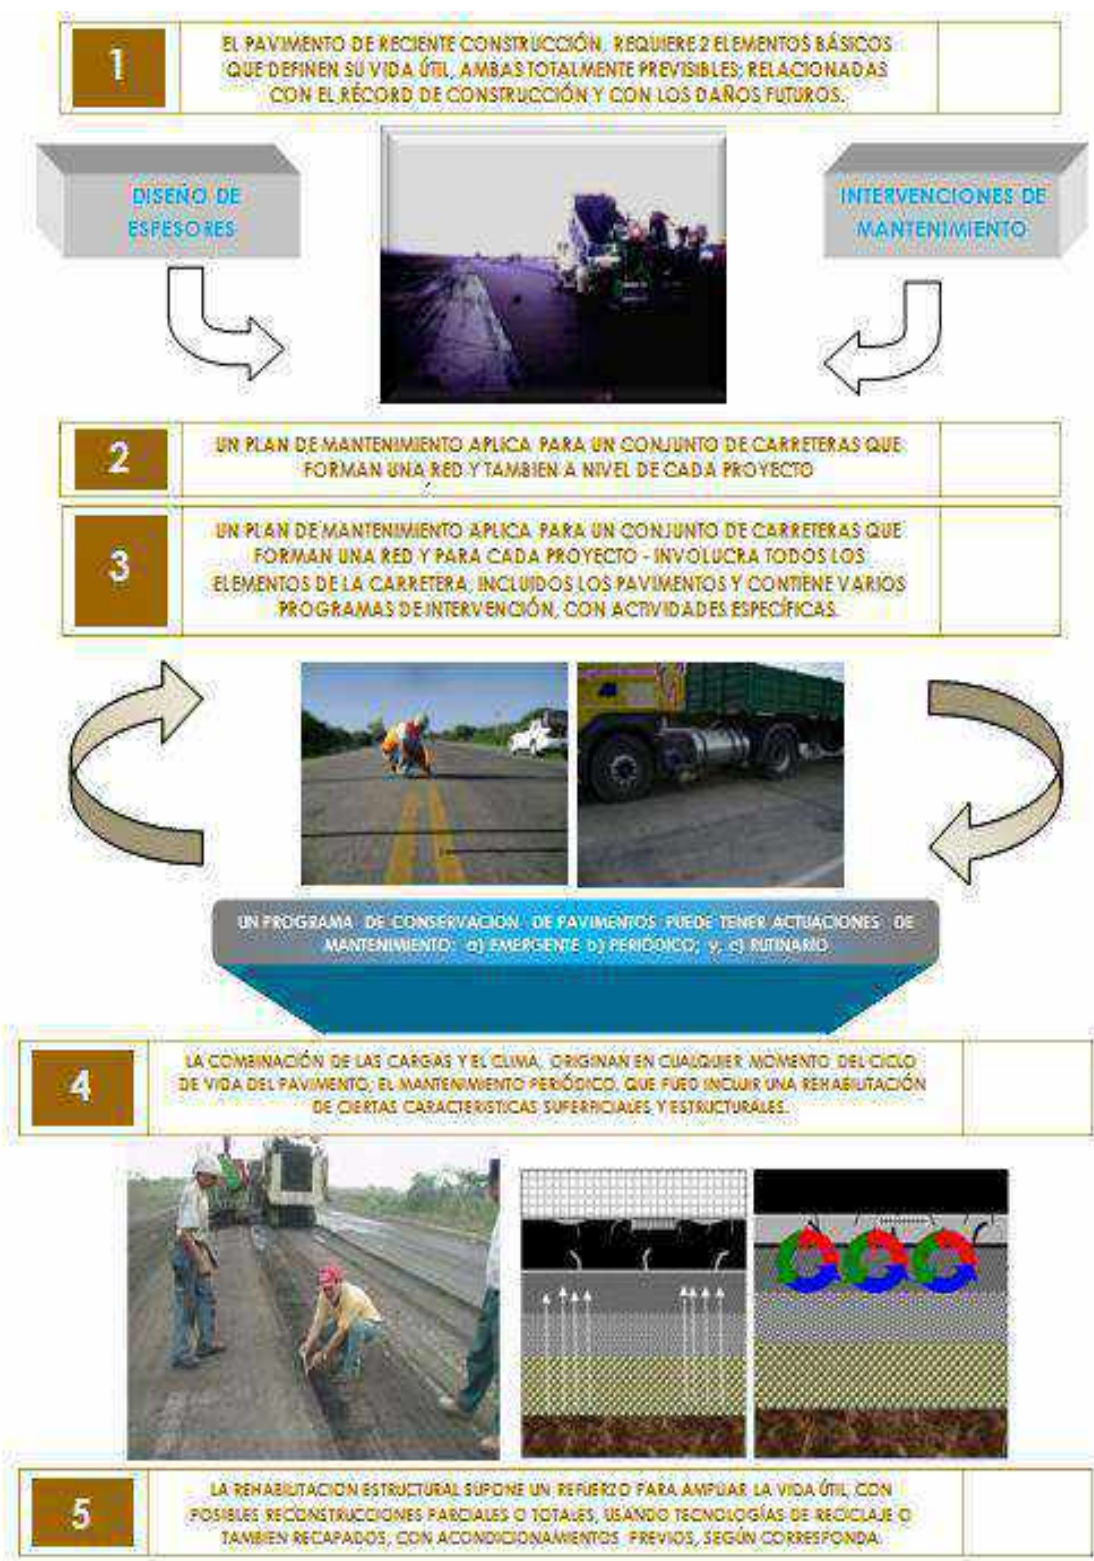 1
EL PAVIMENTO DE RECIENTE CONSTRUCCIÓN, REQUIERE 2 ELEMENTOS BÁSICOS
QUE DEFINEN SU VIDA ÚTIL, AMBAS TOTALMENTE PREVISIBLES; RELACIONADAS
CON EL RÉCORD DE CONSTRUCCIÓN Y CON LOS DAÑOS FUTUROS.
DISEÑO DE
ESPESORES
INTERVENCIONES DE
MANTENIMIENTO
2
UN PLAN DE MANTENIMIENTO APLICA PARA UN CONJUNTO DE CARRETERAS QUE
FORMAN UNA RED Y TAMBIEN A NIVEL DE CADA PROYECTO
3
UN PLAN DE MANTENIMIENTO APLICA PARA UN CONJUNTO DE CARRETERAS QUE
FORMAN UNA RED Y PARA CADA PROYECTO - INVOLUCRA TODOS LOS
ELEMENTOS DE LA CARRETERA, INCLUIDOS LOS PAVIMENTOS Y CONTIENE VARIOS
PROGRAMAS DE INTERVENCIÓN, CON ACTIVIDADES ESPECÍFICAS.
UN PROGRAMA DE CONSERVACION DE PAVIMENTOS PUEDE TENER ACTUACIONES DE
MANTENIMIENTO: a) EMERGENTE b) PERIÓDICO; y, c) RUTINARIO
4
LA COMBINACIÓN DE LAS CARGAS Y EL CLIMA, ORIGINAN EN CUALQUIER MOMENTO DEL CICLO
DE VIDA DEL PAVIMENTO, EL MANTENIMIENTO PERIÓDICO, QUE PUED INCLUIR UNA REHABILITACIÓN
DE CIERTAS CARACTERISTICAS SUPERFICIALES Y ESTRUCTURALES.
5
LA REHABILITACION ESTRUCTURAL SUPONE UN REFUERZO PARA AMPLIAR LA VIDA ÚTIL, CON
POSIBLES RECONSTRUCCIONES PARCIALES O TOTALES, USANDO TECNOLOGÍAS DE RECICLAJE O
TAMBIEN RECAPADOS, CON ACONDICIONAMIENTOS PREVIOS, SEGÚN CORRESPONDA.